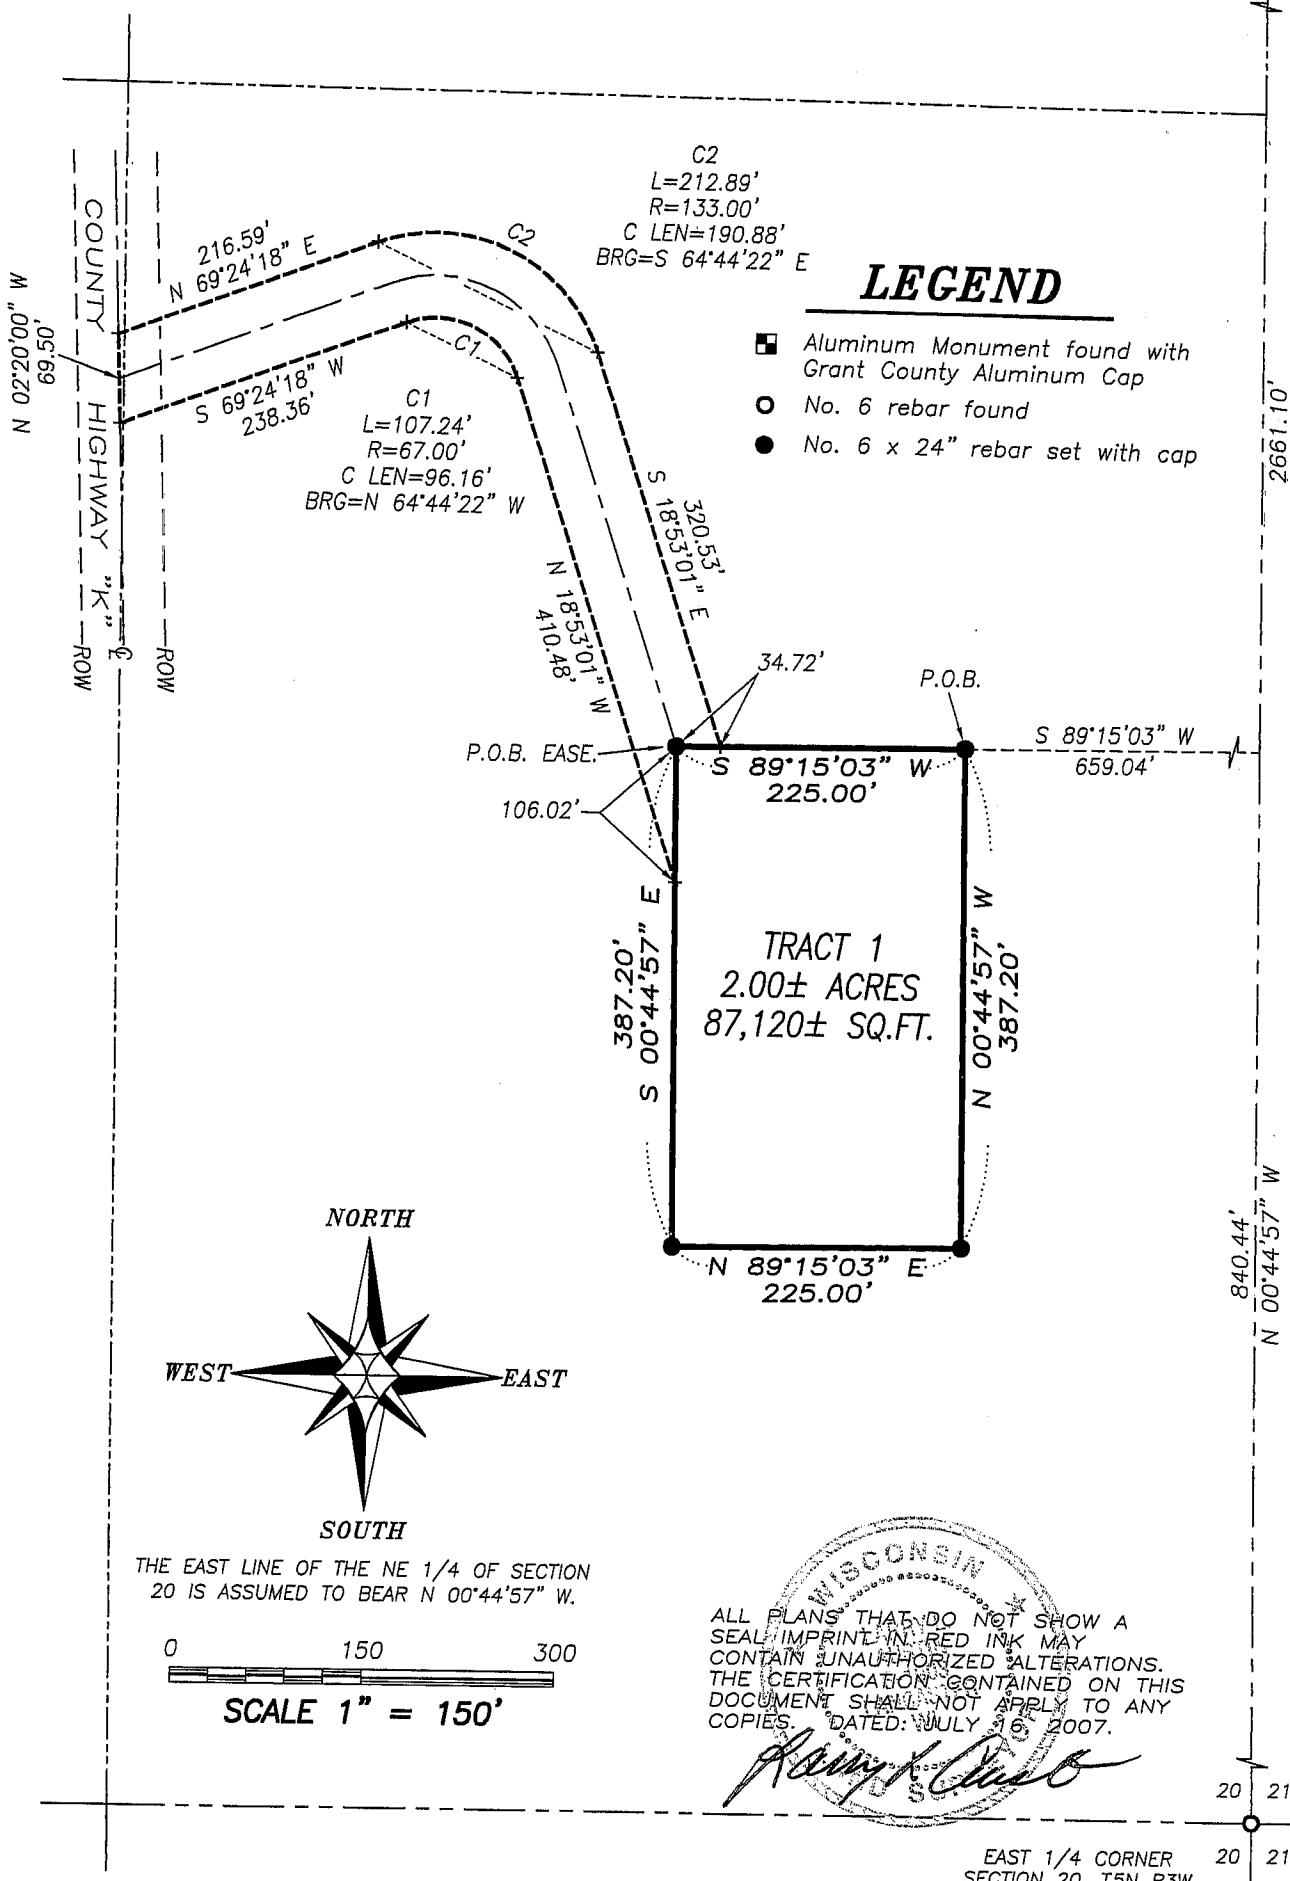 C2
L=212.89'
R=133.00'
C LEN=190.88'
BRG=S 64°44'22" E
C2
216.59'
N 69°24'18" E
COUNTY HIGHWAY "K"
N 02°20'00" W
69.50'
LEGEND
Aluminum Monument found with
Grant County Aluminum Cap
No. 6 rebar found
No. 6 x 24" rebar set with cap
2661.10'
C1
S 69°24'18" W
238.36'
C1
L=107.24'
R=67.00'
C LEN=96.16'
BRG=N 64°44'22" W
320.53'
S 18°53'01" E
N 18°53'01" W
410.48'
ROW
ROW
34.72'
P.O.B.
P.O.B. EASE.
S 89°15'03" W
659.04'
S 89°15'03" W
225.00'
106.02'
387.20'
S 00°44'57" E
TRACT 1
2.00± ACRES
87,120± SQ.FT.
N 00°44'57" W
387.20'
N 89°15'03" E
225.00'
840.44'
N 00°44'57" W
NORTH
WEST
EAST
SOUTH
THE EAST LINE OF THE NE 1/4 OF SECTION
20 IS ASSUMED TO BEAR N 00°44'57" W.
0 150 300
SCALE 1" = 150'
WISCONSIN
ALL PLANS THAT DO NOT SHOW A
SEAL IMPRINT IN RED INK MAY
CONTAIN UNAUTHORIZED ALTERATIONS.
THE CERTIFICATION CONTAINED ON THIS
DOCUMENT SHALL NOT APPLY TO ANY
COPIES. DATED: JULY 16, 2007.
20 21
20 21
EAST 1/4 CORNER
SECTION 20, T5N, R3W